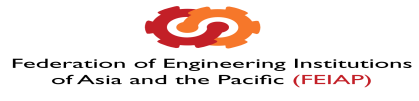 Federation of Engineering Institutions
of Asia and the Pacific (FEIAP)